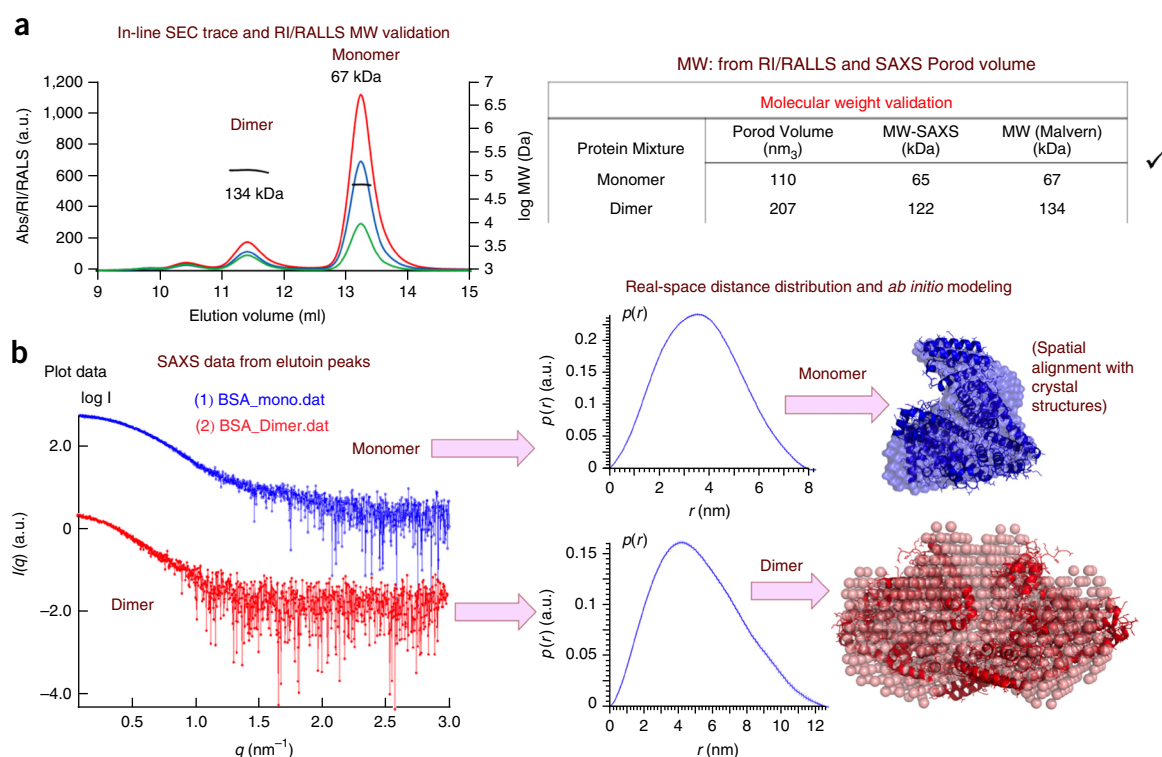 a
In-line SEC trace and RI/RALLS MW validation
Monomer
67 kDa
1,200
1,000
800
600
400
200
0
Abs/RI/RALS (a.u.)
Dimer
134 kDa
7
6.5
6
5.5
5
4.5
4
3.5
3
log MW (Da)
9 10 11 12 13 14 15
Elution volume (ml)
MW: from RI/RALLS and SAXS Porod volume
Molecular weight validation
Protein Mixture Porod Volume (nm3) MW-SAXS (kDa) MW (Malvern) (kDa)
Monomer 110 65 67
Dimer 207 122 134
✓
b
SAXS data from elutoin peaks
Plot data
log I
(1) BSA_mono.dat
(2) BSA_Dimer.dat
Monomer
2.0
0
–2.0
–4.0
I(q) (a.u.)
Dimer
0.5 1.0 1.5 2.0 2.5 3.0
q (nm–1)
Real-space distance distribution and ab initio modeling
p(r)
0.2
0.15
0.1
0.05
0
p(r) (a.u.)
0 2 4 6 8
r (nm)
Monomer
(Spatial
alignment with
crystal
structures)
p(r)
0.15
0.1
0.05
0
p(r) (a.u.)
0 2 4 6 8 10 12
r (nm)
Dimer